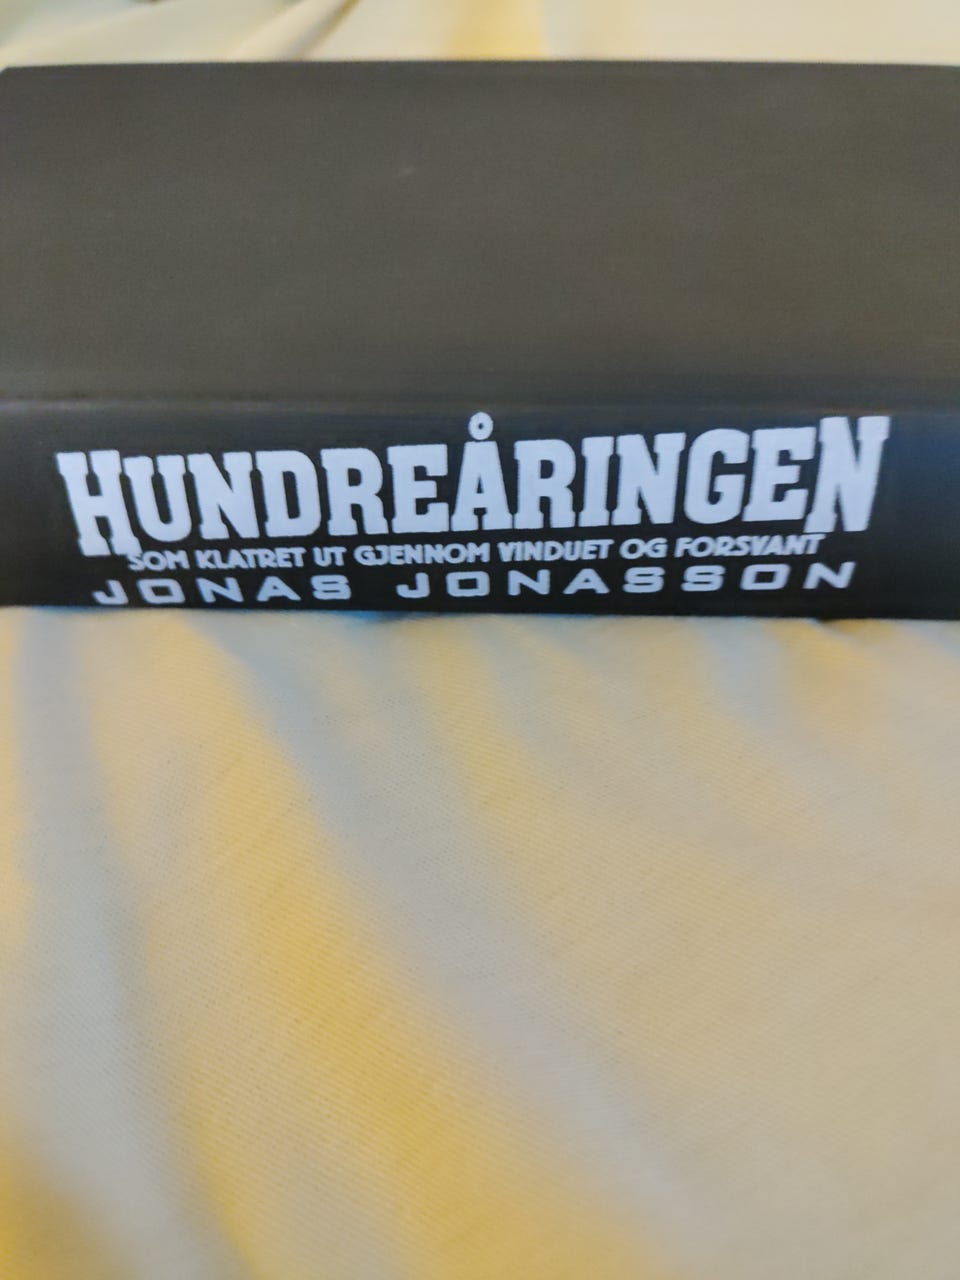 HUNDREÅRINGEN
SOM KLATRET UT GJENNOM VINDUET OG FORSVANT
JONAS JONASSON